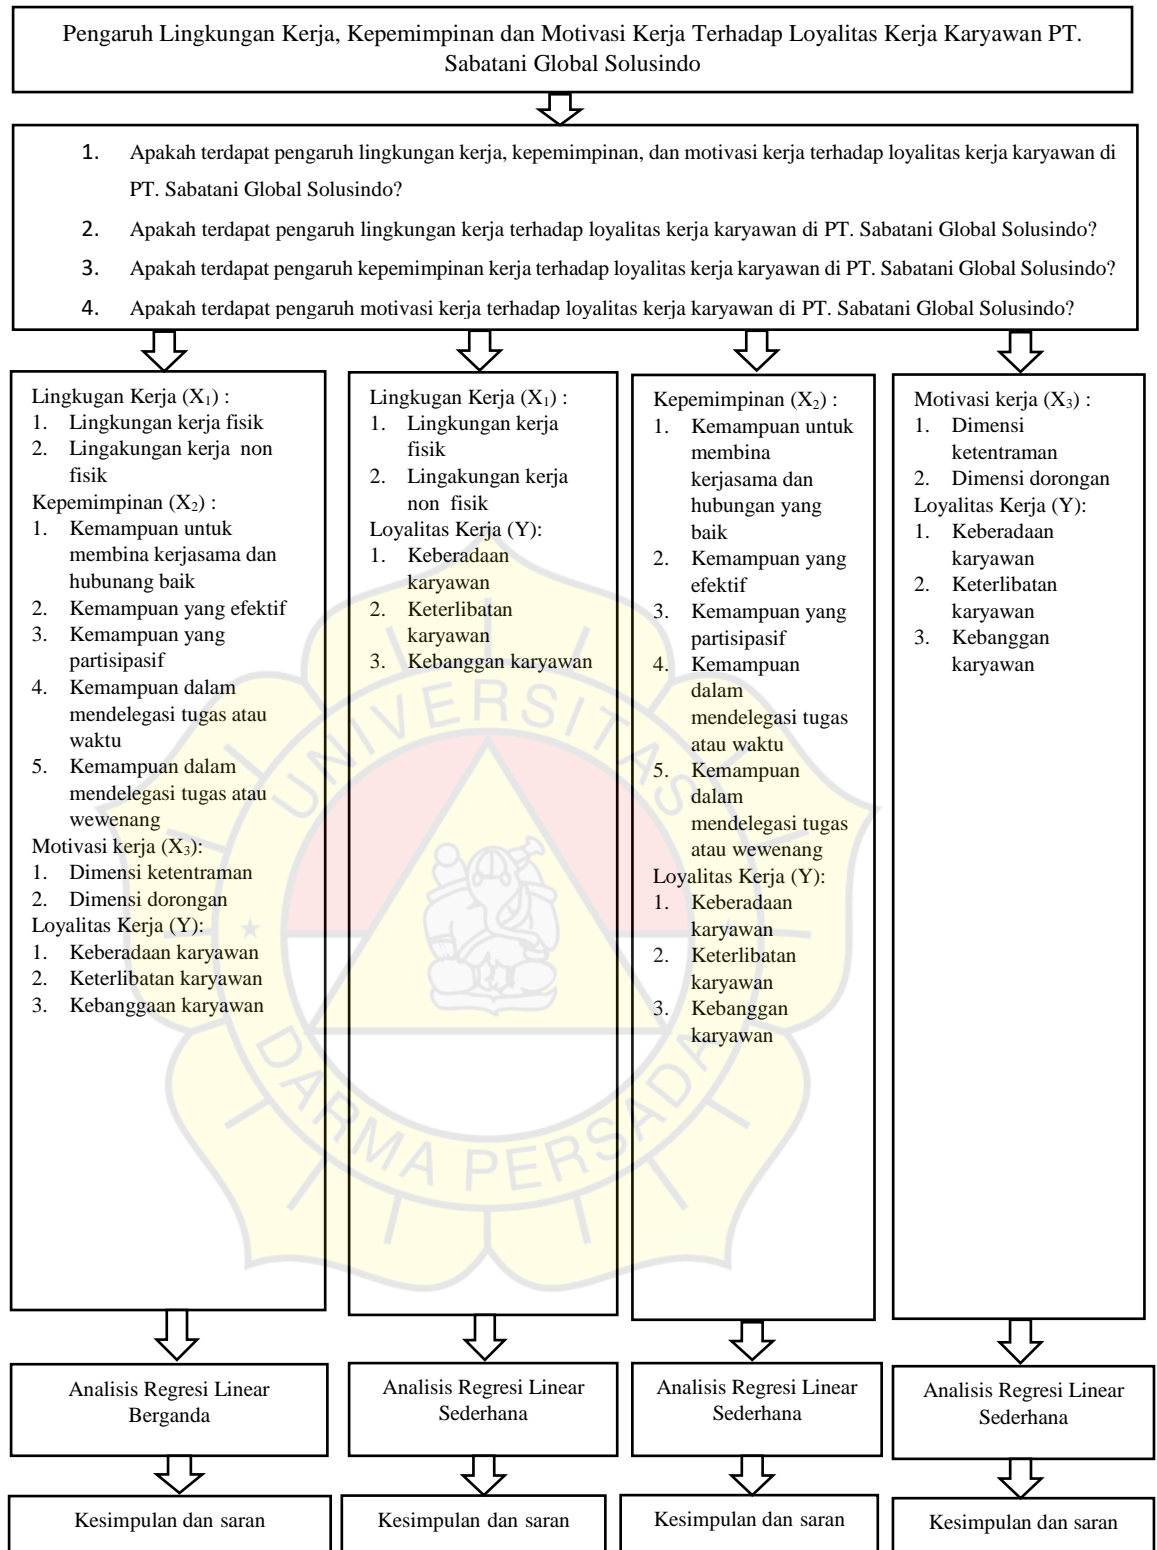 Pengaruh Lingkungan Kerja, Kepemimpinan dan Motivasi Kerja Terhadap Loyalitas Kerja Karyawan PT.
Sabatani Global Solusindo
1. Apakah terdapat pengaruh lingkungan kerja, kepemimpinan, dan motivasi kerja terhadap loyalitas kerja karyawan di
PT. Sabatani Global Solusindo?
2. Apakah terdapat pengaruh lingkungan kerja terhadap loyalitas kerja karyawan di PT. Sabatani Global Solusindo?
3. Apakah terdapat pengaruh kepemimpinan kerja terhadap loyalitas kerja karyawan di PT. Sabatani Global Solusindo?
4. Apakah terdapat pengaruh motivasi kerja terhadap loyalitas kerja karyawan di PT. Sabatani Global Solusindo?
Lingkugan Kerja (X₁) :
1. Lingkungan kerja fisik
2. Lingakungan kerja non
fisik
Kepemimpinan (X₂) :
1. Kemampuan untuk
membina kerjasama dan
hubunang baik
2. Kemampuan yang efektif
3. Kemampuan yang
partisipasif
4. Kemampuan dalam
mendelegasi tugas atau
waktu
5. Kemampuan dalam
mendelegasi tugas atau
wewenang
Motivasi kerja (X₃):
1. Dimensi ketentraman
2. Dimensi dorongan
Loyalitas Kerja (Y):
1. Keberadaan karyawan
2. Keterlibatan karyawan
3. Kebanggaan karyawan
Lingkugan Kerja (X₁) :
1. Lingkungan kerja
fisik
2. Lingakungan kerja
non fisik
Loyalitas Kerja (Y):
1. Keberadaan
karyawan
2. Keterlibatan
karyawan
3. Kebanggan karyawan
Kepemimpinan (X₂) :
1. Kemampuan untuk
membina
kerjasama dan
hubungan yang
baik
2. Kemampuan yang
efektif
3. Kemampuan yang
partisipasif
4. Kemampuan
dalam
mendelegasi tugas
atau waktu
5. Kemampuan
dalam
mendelegasi tugas
atau wewenang
Loyalitas Kerja (Y):
1. Keberadaan
karyawan
2. Keterlibatan
karyawan
3. Kebanggan
karyawan
Motivasi kerja (X₃) :
1. Dimensi
ketentraman
2. Dimensi dorongan
Loyalitas Kerja (Y):
1. Keberadaan
karyawan
2. Keterlibatan
karyawan
3. Kebanggan
karyawan
UNIVERSITAS
DARMA PERSADA
Analisis Regresi Linear
Berganda
Analisis Regresi Linear
Sederhana
Analisis Regresi Linear
Sederhana
Analisis Regresi Linear
Sederhana
Kesimpulan dan saran
Kesimpulan dan saran
Kesimpulan dan saran
Kesimpulan dan saran